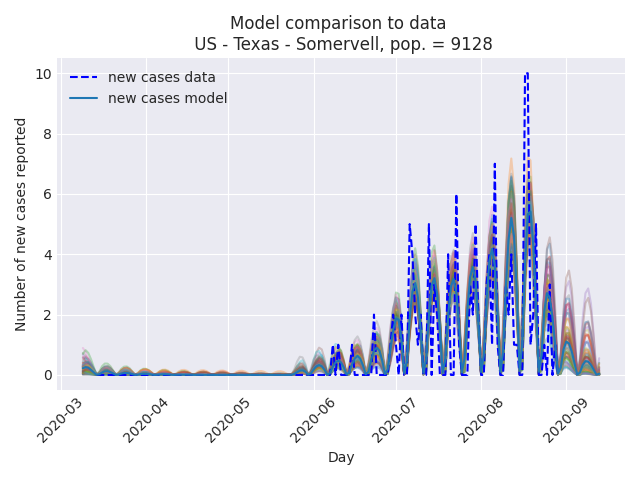 Model comparison to data
US - Texas - Somervell, pop. = 9128
new cases data
new cases model
Number of new cases reported
10
8
6
4
2
0
2020-03
2020-04
2020-05
2020-06
2020-07
2020-08
2020-09
Day